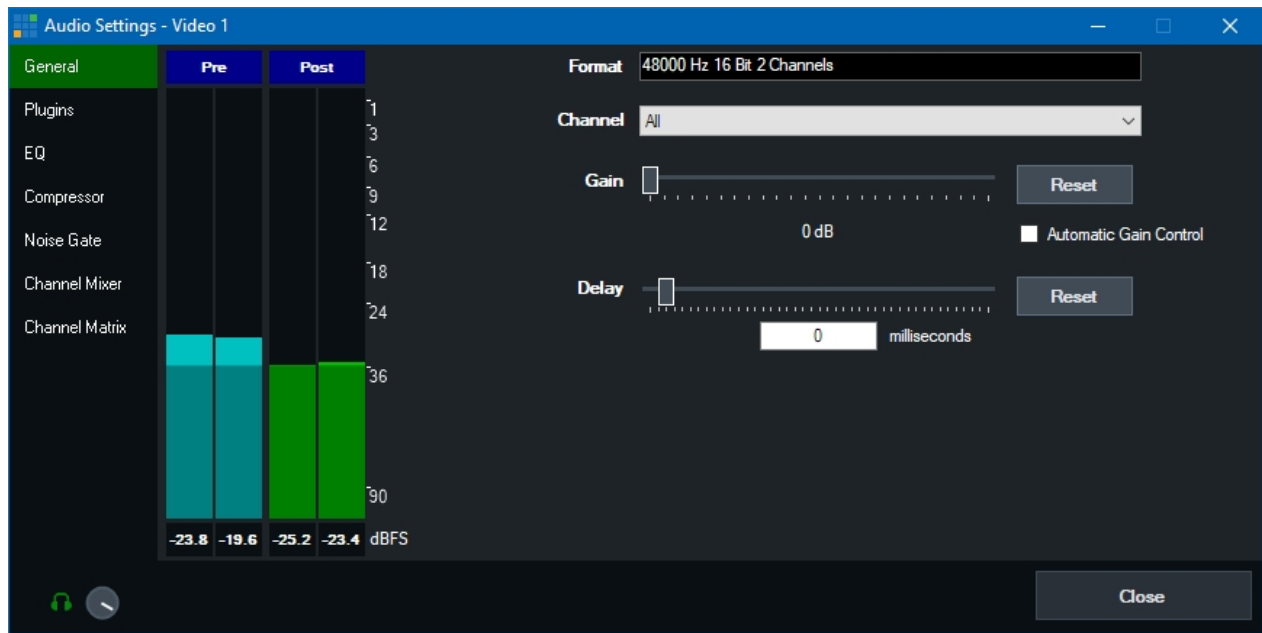 Audio Settings - Video 1
General
Plugins
EQ
Compressor
Noise Gate
Channel Mixer
Channel Matrix
Pre Post
1
3
6
9
12
18
24
36
90
-23.8 -19.6 -25.2 -23.4 dBFS
Format 48000 Hz 16 Bit 2 Channels
Channel All
Gain Reset
0 dB Automatic Gain Control
Delay Reset
0 milliseconds
Close